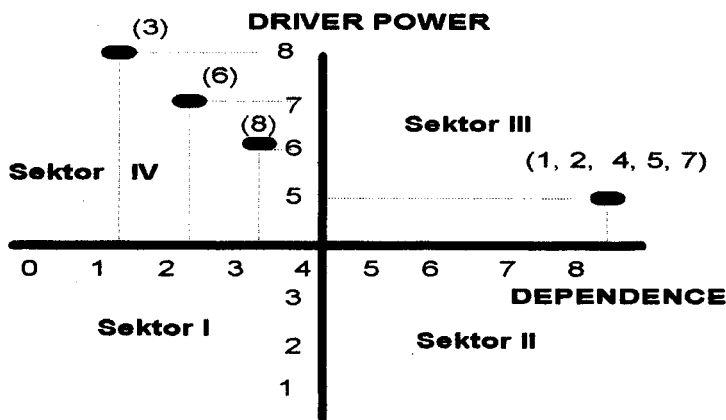 DRIVER POWER
(3)
8
(6)
7
(8)
Sektor III
6
(1, 2, 4, 5, 7)
Sektor IV
5
0 1 2 3 4 5 6 7 8
3
DEPENDENCE
Sektor I
2
Sektor II
1